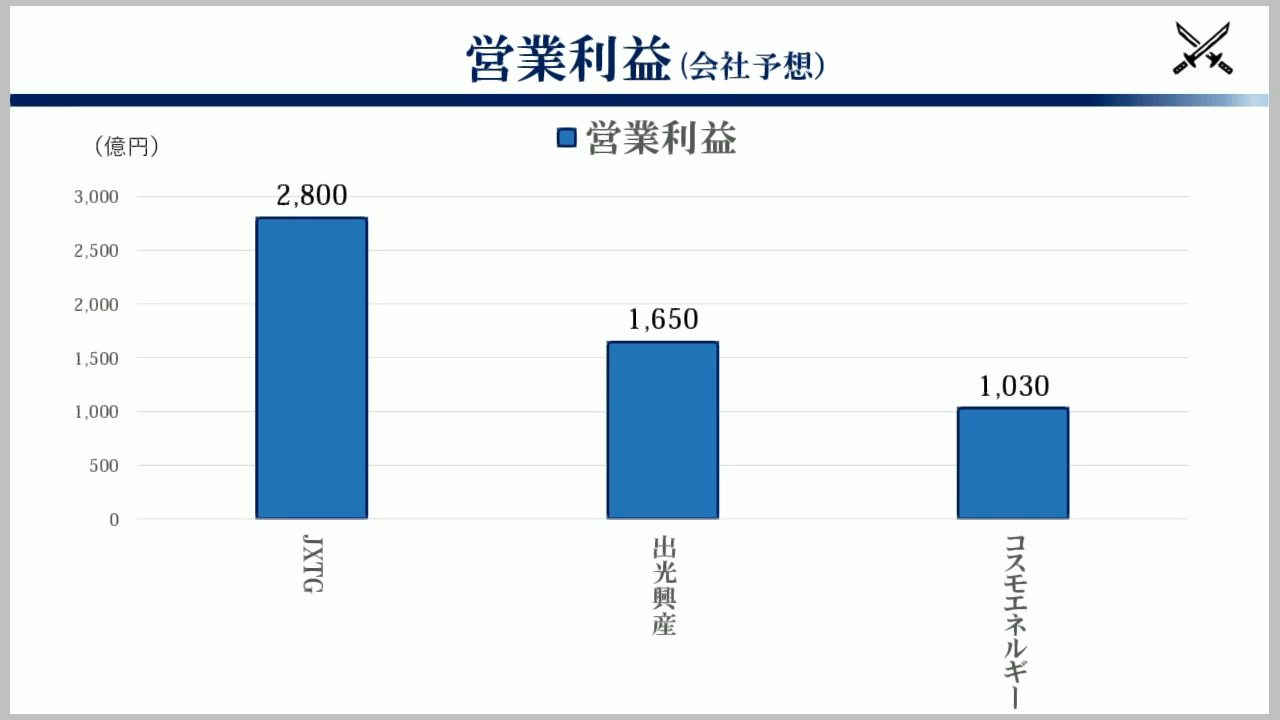 営業利益(会社予想)
(億円)
営業利益
3,000
2,500
2,000
1,500
1,000
500
0
2,800
1,650
1,030
JXTG
出光興産
コスモエネルギー